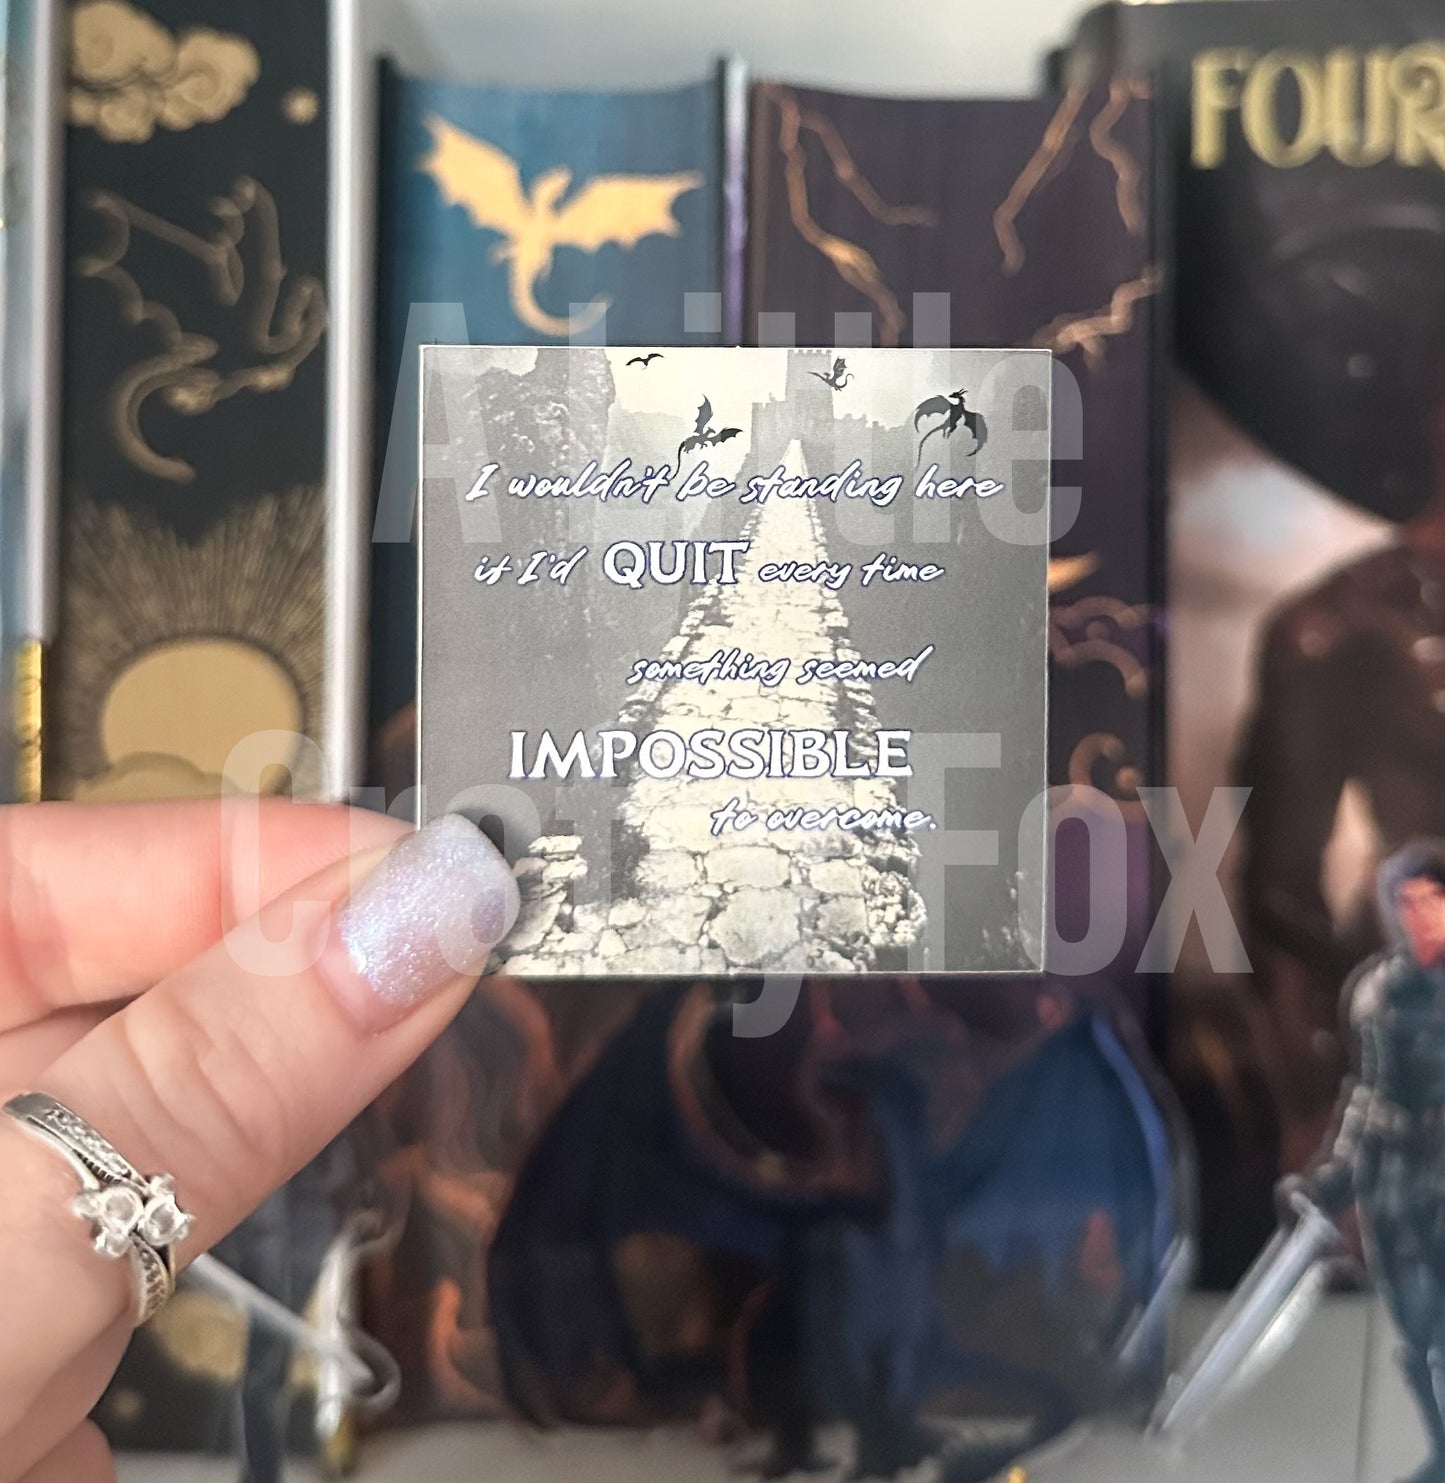 FOUR
A Little
I wouldn't be standing here
if I'd QUIT every time
something seemed
IMPOSSIBLE
to overcome.
Crafty Fox